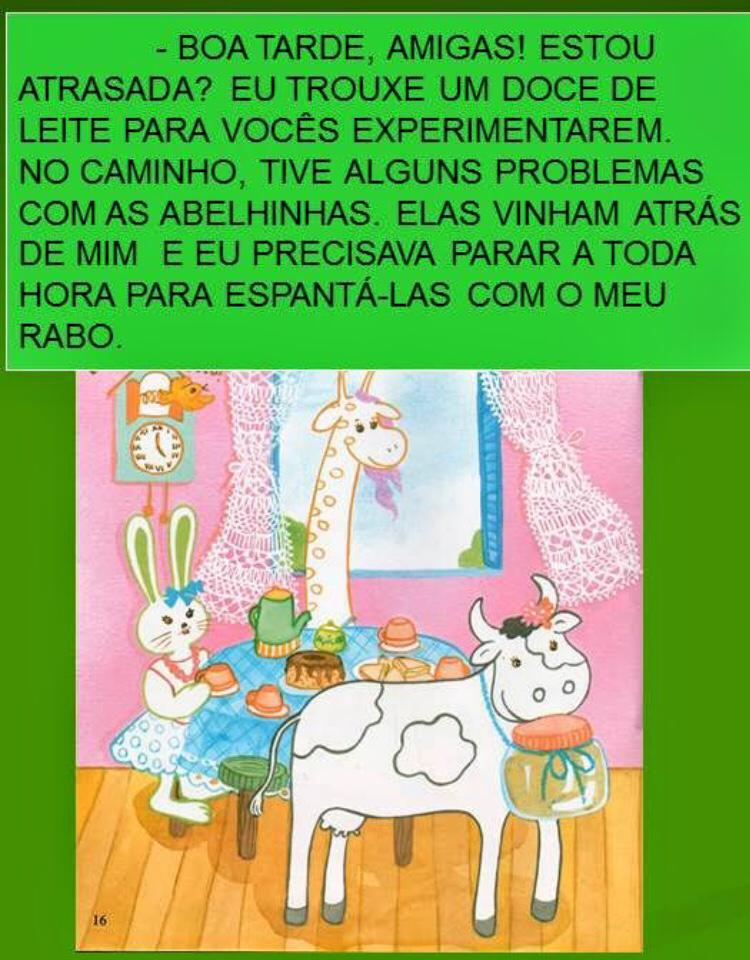 - BOA TARDE, AMIGAS! ESTOU
ATRASADA? EU TROUXE UM DOCE DE
LEITE PARA VOCÊS EXPERIMENTAREM.
NO CAMINHO, TIVE ALGUNS PROBLEMAS
COM AS ABELHINHAS. ELAS VINHAM ATRÁS
DE MIM E EU PRECISAVA PARAR A TODA
HORA PARA ESPANTÁ-LAS COM O MEU
RABO.
16